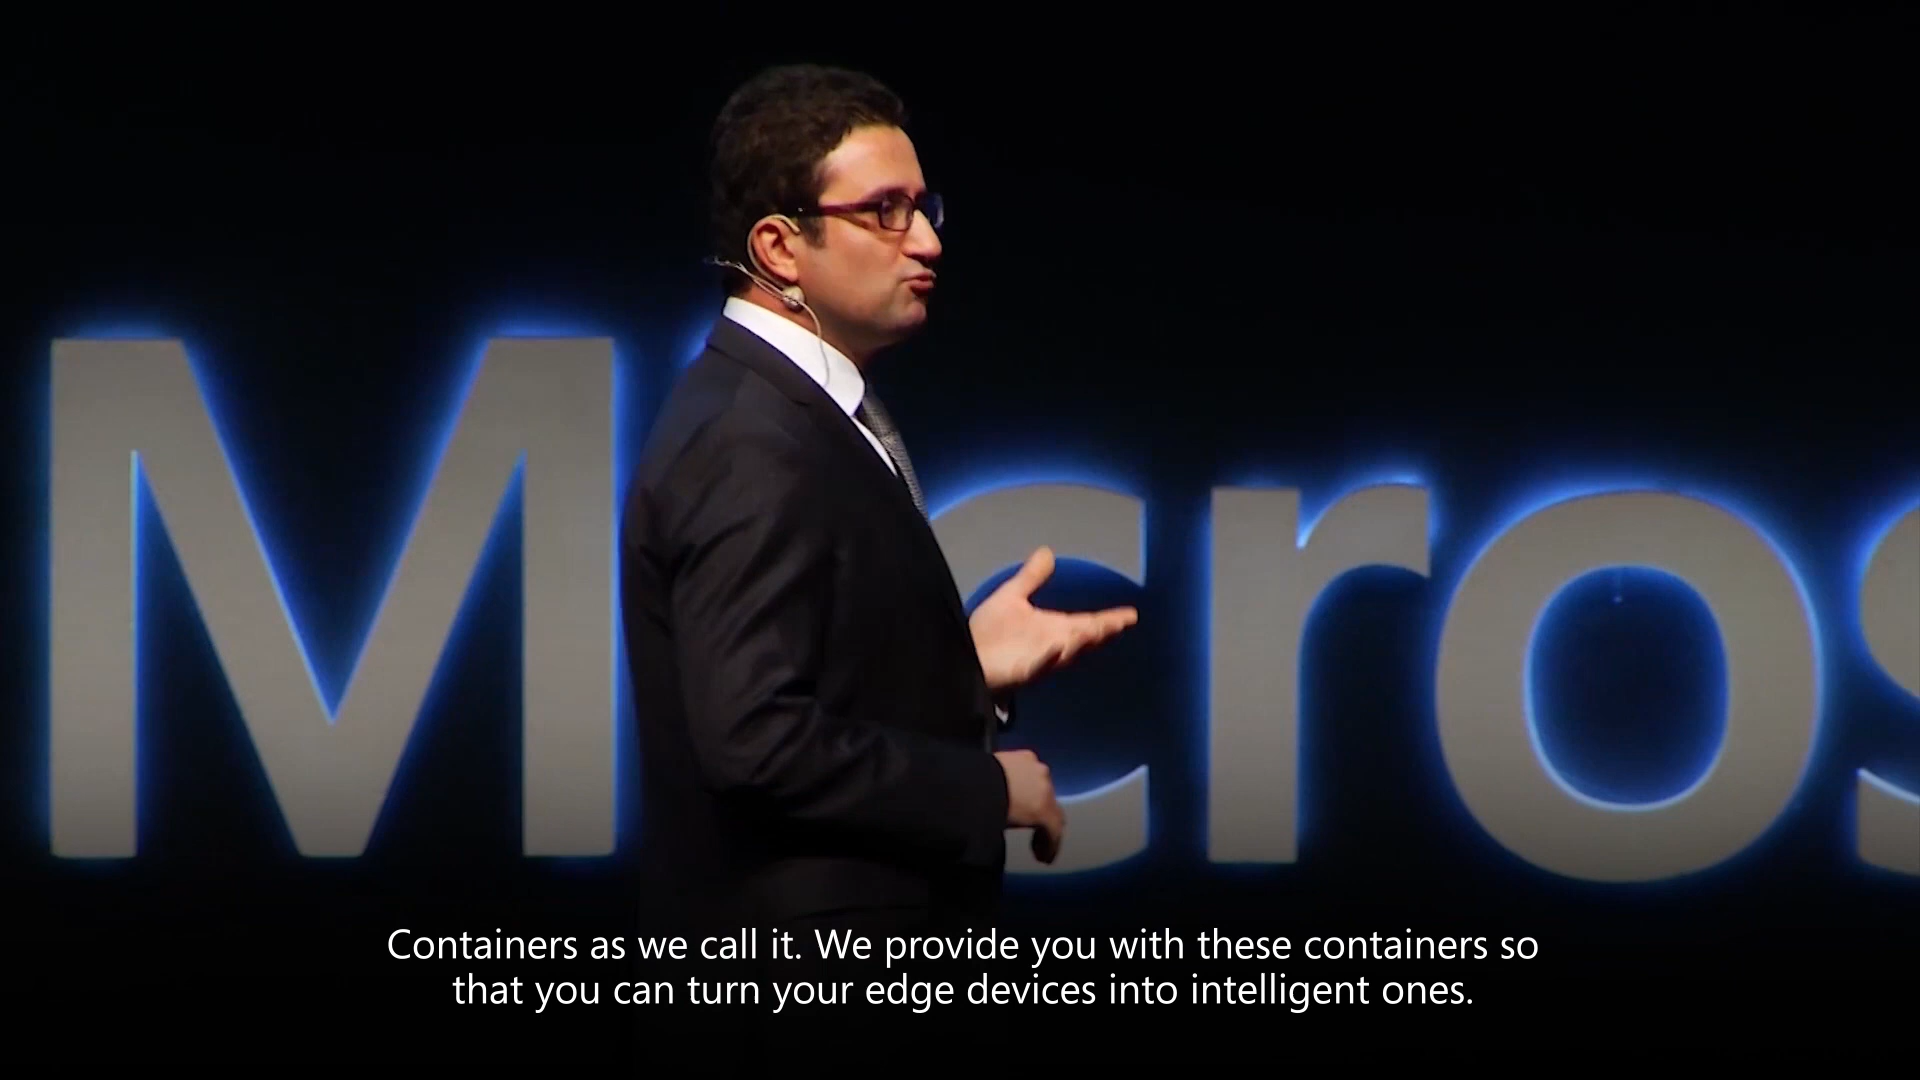 Micros
Containers as we call it. We provide you with these containers so
that you can turn your edge devices into intelligent ones.